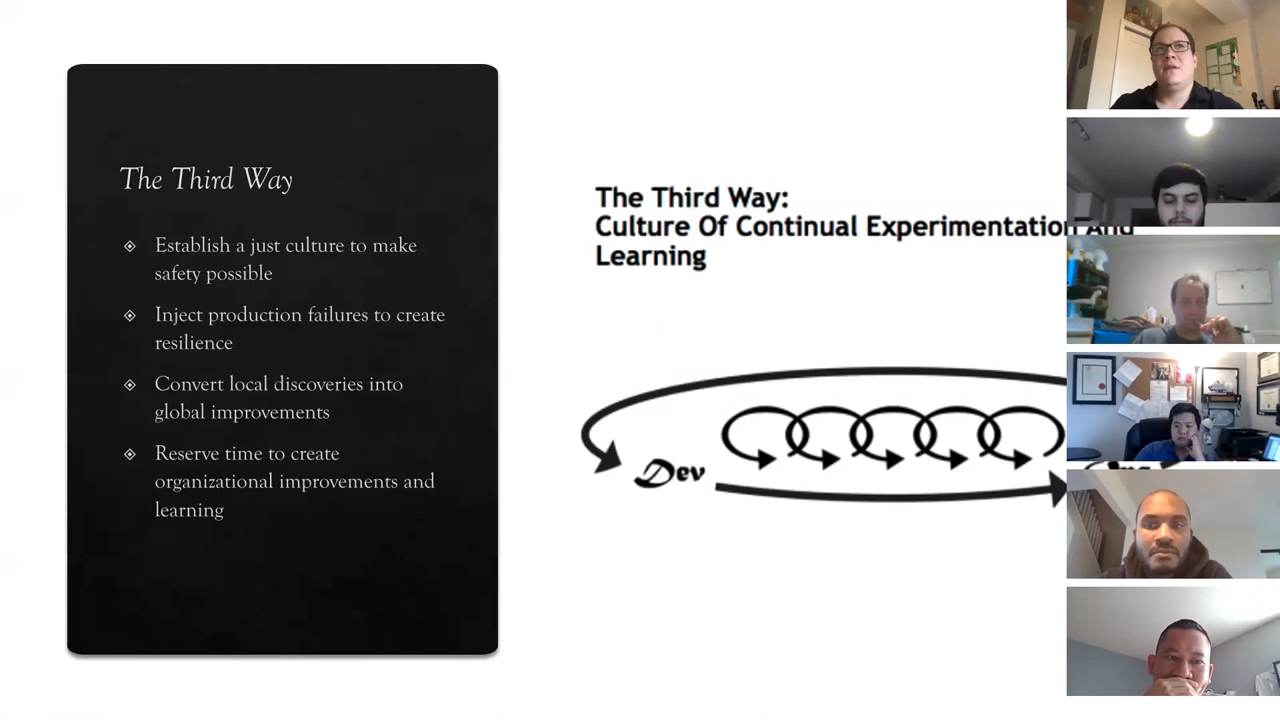 The Third Way
Establish a just culture to make
safety possible
Inject production failures to create
resilience
Convert local discoveries into
global improvements
Reserve time to create
organizational improvements and
learning
The Third Way:
Culture Of Continual Experimentation And
Learning
Dev